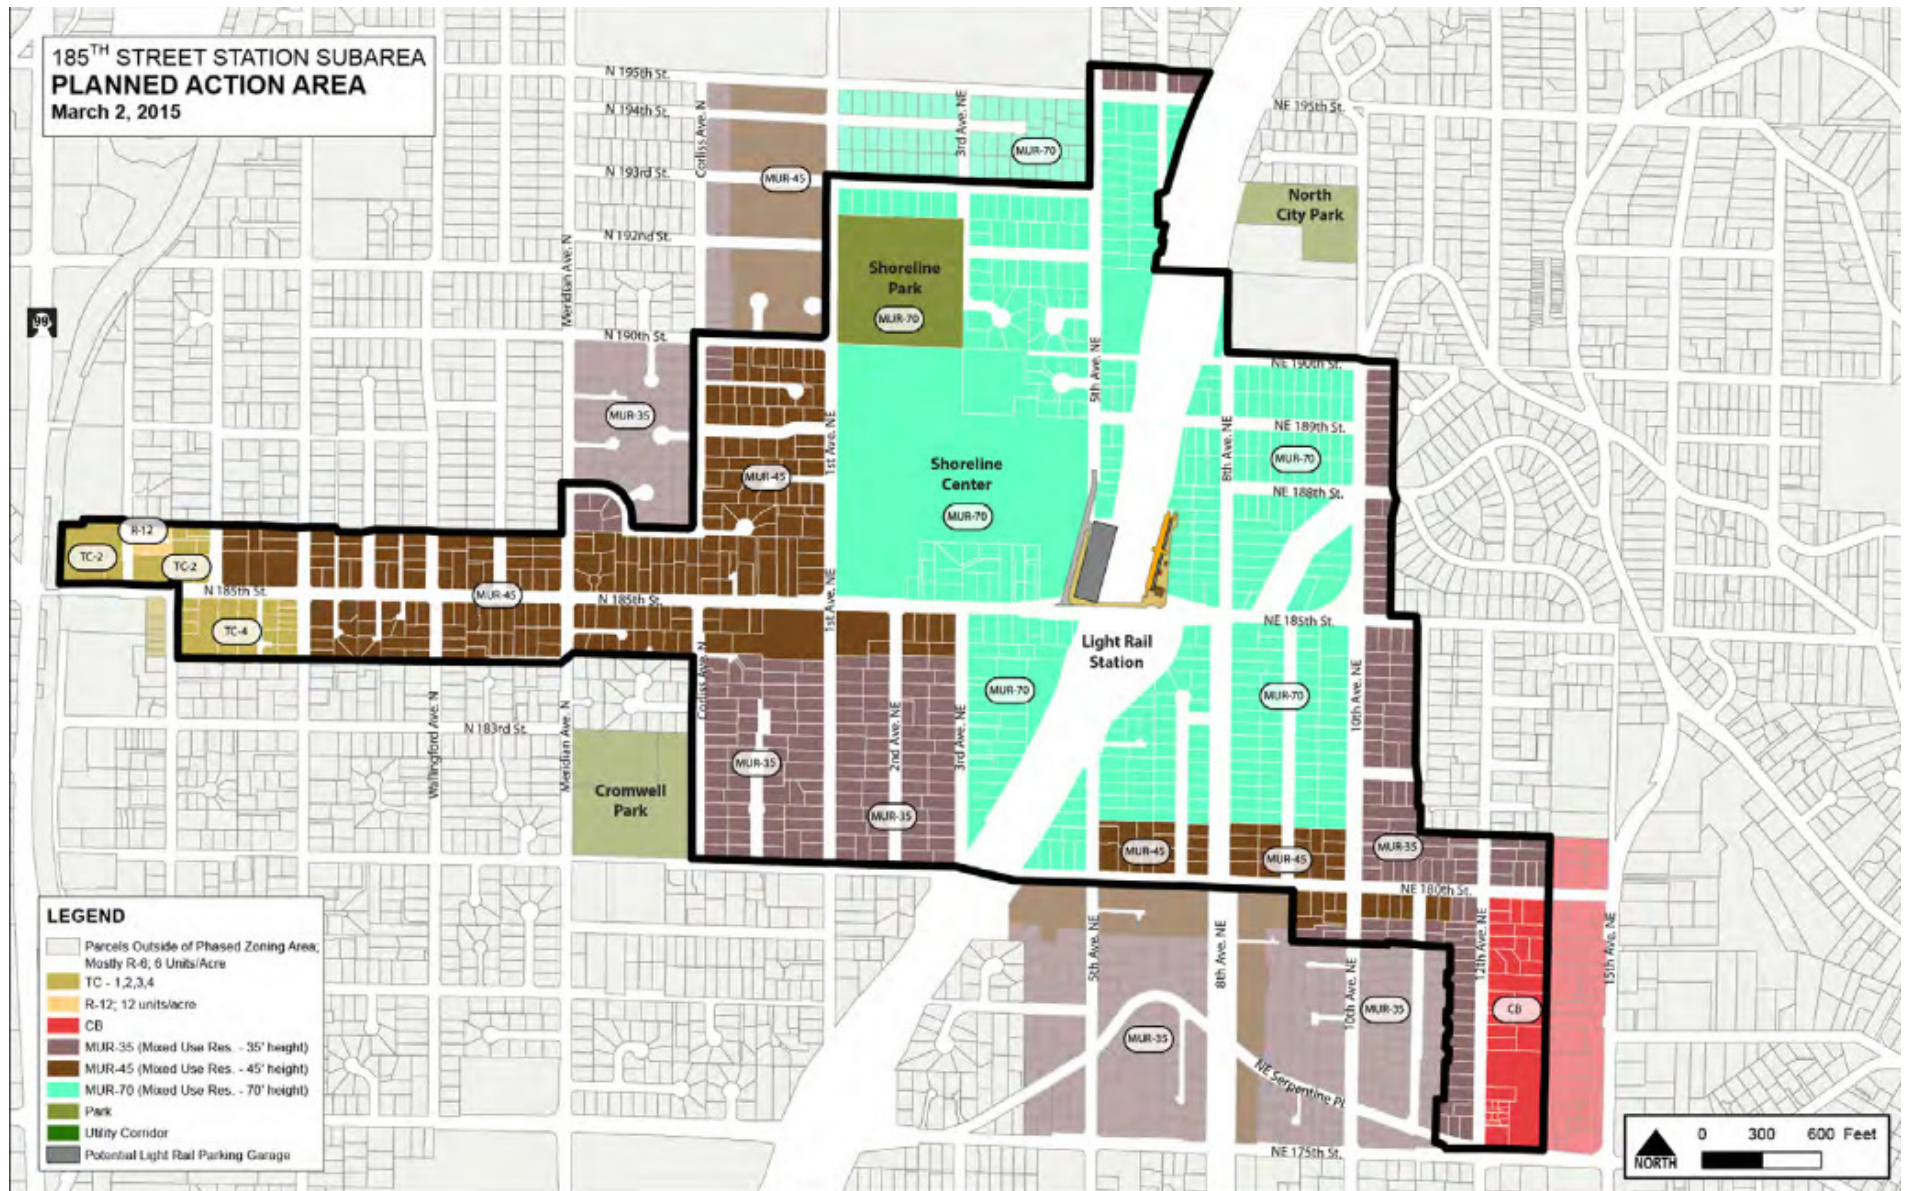 185TH STREET STATION SUBAREA
PLANNED ACTION AREA
March 2, 2015
N 195th St.
N 194th St.
N 193rd St.
N 192nd St.
N 190th St.
Corliss Ave. N
Meridian Ave. N
3rd Ave. NE
MUR-70
MUR-45
NE 195th St.
North
City Park
Shoreline
Park
MUR-70
99
MUR-35
MUR-45
1st Ave. NE
5th Ave. NE
NE 190th St.
NE 189th St.
8th Ave. NE
MUR-70
NE 188th St.
Shoreline
Center
MUR-70
R-12
TC-2
TC-2
N 185th St.
MUR-45
N 185th St.
TC-4
1st Ave. NE
NE 185th St.
Light Rail
Station
Corliss Ave. N
MUR-70
MUR-70
10th Ave. NE
Wallingford Ave. N
N 183rd St.
Meridian Ave. N
2nd Ave. NE
3rd Ave. NE
MUR-35
Cromwell
Park
MUR-35
MUR-45
MUR-45
MUR-35
NE 180th St.
5th Ave. NE
8th Ave. NE
10th Ave. NE
12th Ave. NE
15th Ave. NE
MUR-35
MUR-35
CB
NE Serpentine Pl.
NE 175th St.
LEGEND
Parcels Outside of Phased Zoning Area;
Mostly R-6; 6 Units/Acre
TC - 1,2,3,4
R-12; 12 units/acre
CB
MUR-35 (Mixed Use Res. - 35' height)
MUR-45 (Mixed Use Res. - 45' height)
MUR-70 (Mixed Use Res. - 70' height)
Park
Utility Corridor
Potential Light Rail Parking Garage
0 300 600 Feet
NORTH